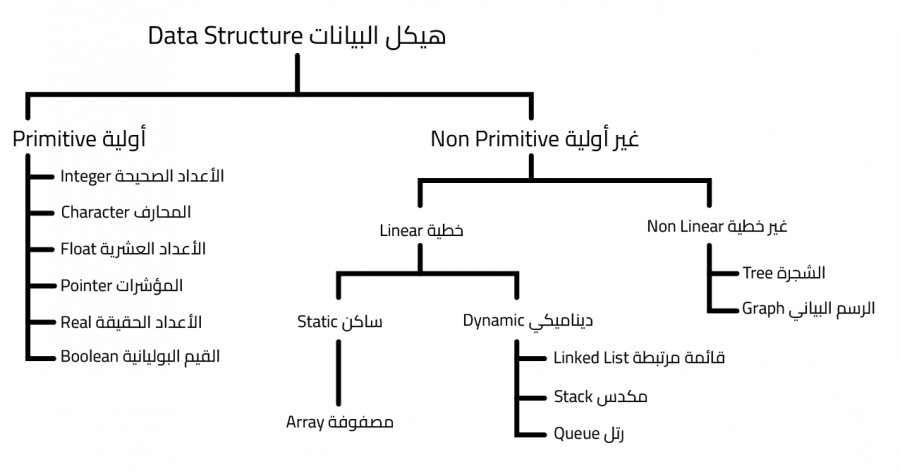 Data Structure هيكل البيانات
Primitive أولية
Non Primitive غير أولية
Integer الأعداد الصحيحة
Character المحارف
Float الأعداد العشرية
Pointer المؤشرات
Real الأعداد الحقيقة
Boolean القيم البوليانية
Linear خطية
Non Linear غير خطية
Tree الشجرة
Graph الرسم البياني
Static ساكن
Dynamic ديناميكي
Array مصفوفة
Linked List قائمة مرتبطة
Stack مكدس
Queue رتل